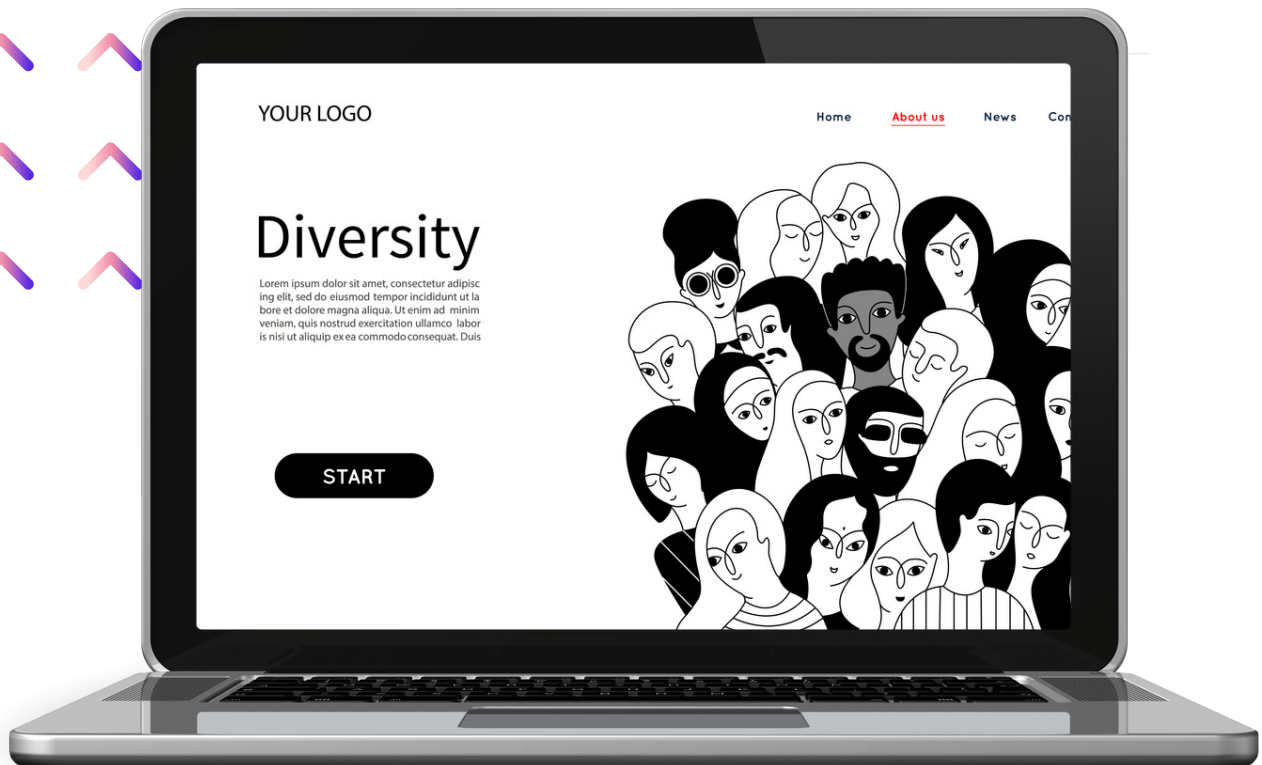 YOUR LOGO
Home About us News Con
Diversity
Lorem ipsum dolor sit amet, consectetur adipisc
ing elit, sed do eiusmod tempor incididunt ut la
bore et dolore magna aliqua. Ut enim ad minim
veniam, quis nostrud exercitation ullamco labor
is nisi ut aliquip ex ea commodo consequat. Duis
START